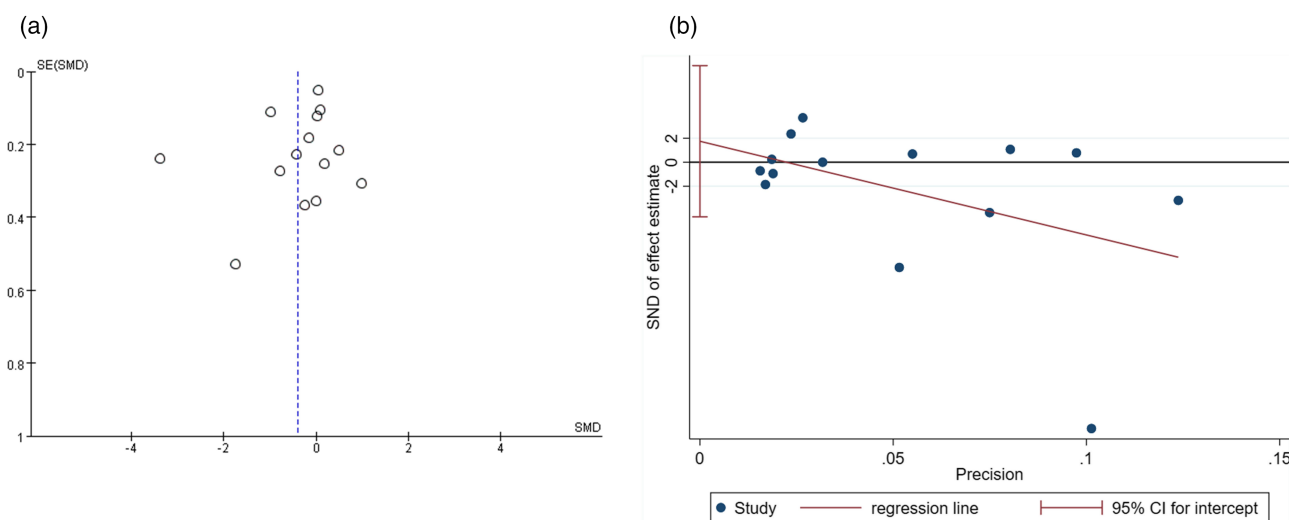 (a)
SE(SMD)
0
0.2
0.4
0.6
0.8
1
-4
-2
0
2
4
SMD
(b)
SND of effect estimate
2
0
-2
0
.05
.1
.15
Precision
Study
regression line
95% CI for intercept